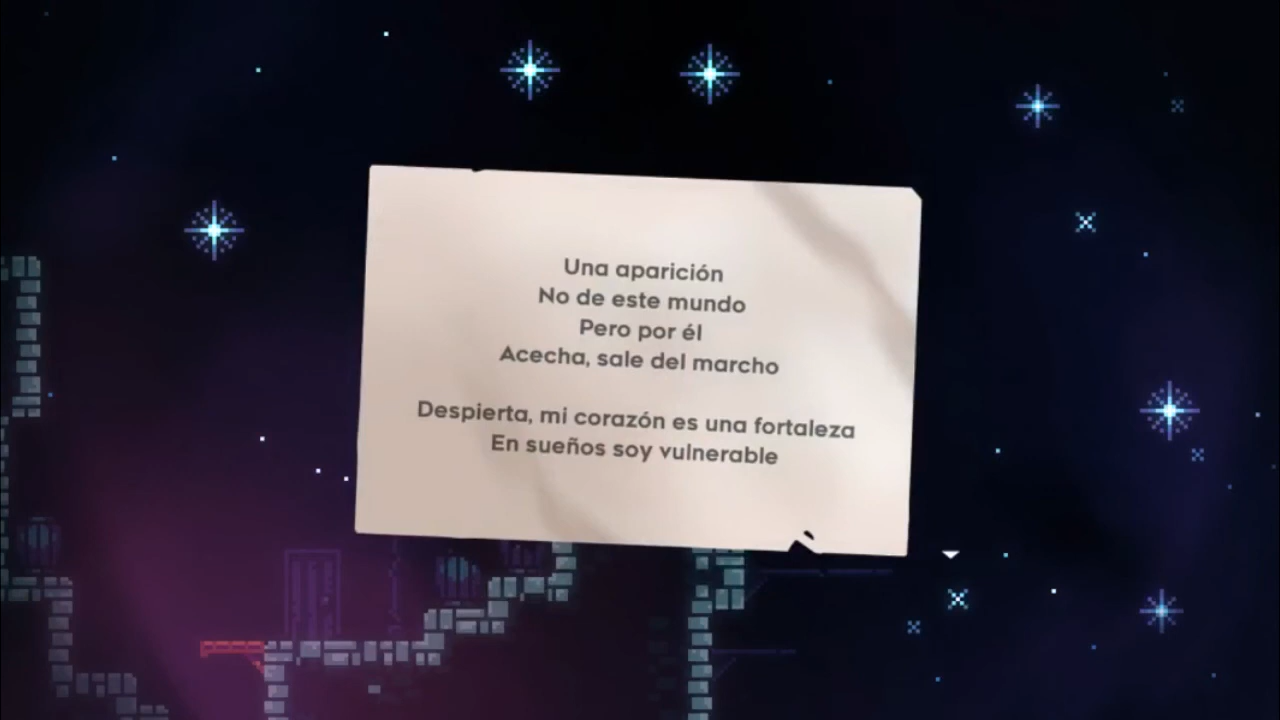 Una aparición
No de este mundo
Pero por él
Acecha, sale del marcho
Despierta, mi corazón es una fortaleza
En sueños soy vulnerable